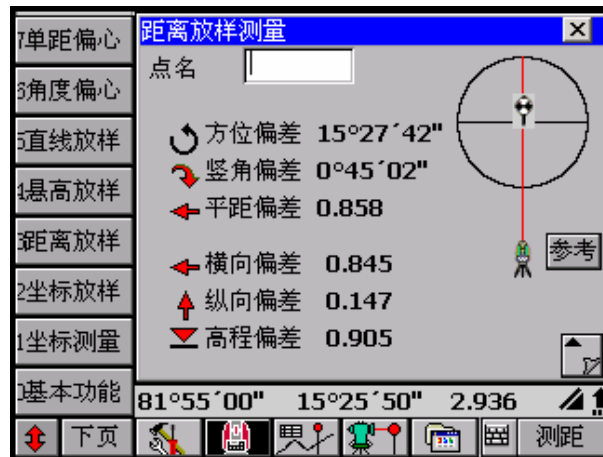 距离放样测量
点名
方位偏差 15°27′42"
竖角偏差 0°45′02"
平距偏差 0.858
横向偏差 0.845
纵向偏差 0.147
高程偏差 0.905
参考
7单距偏心
6角度偏心
5直线放样
4悬高放样
3距离放样
2坐标放样
1坐标测量
0基本功能
81°55′00" 15°25′50" 2.936
下页
测距